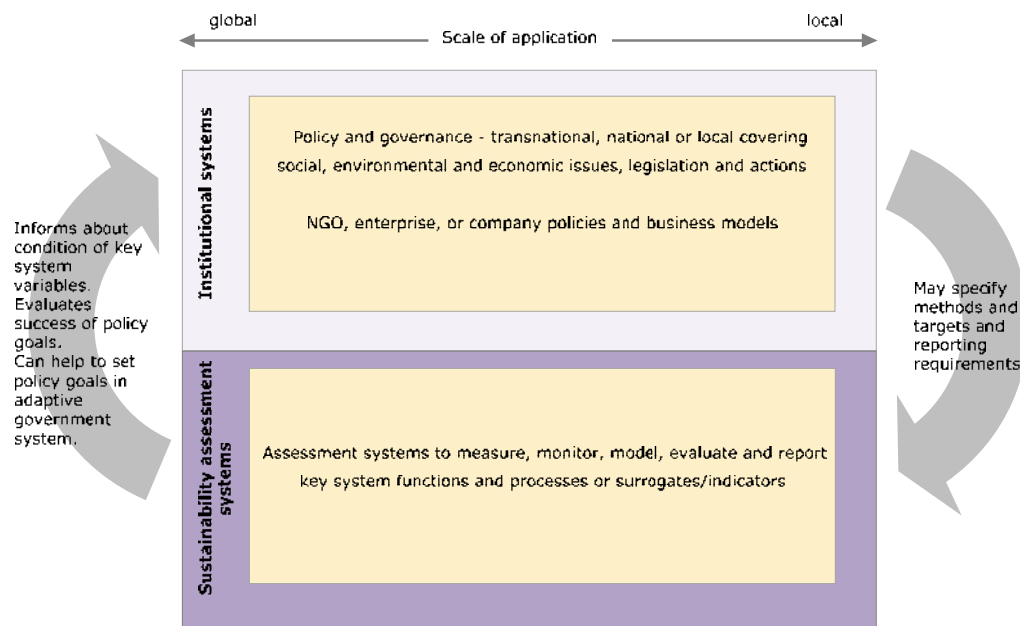 global
local
Scale of application
Institutional systems
Policy and governance - transnational, national or local covering
social, environmental and economic issues, legislation and actions
NGO, enterprise, or company policies and business models
Informs about
condition of key
system
variables.
Evaluates
success of policy
goals.
Can help to set
policy goals in
adaptive
government
system.
May specify
methods and
targets and
reporting
requirements
Sustainability assessment
systems
Assessment systems to measure, monitor, model, evaluate and report
key system functions and processes or surrogates/indicators